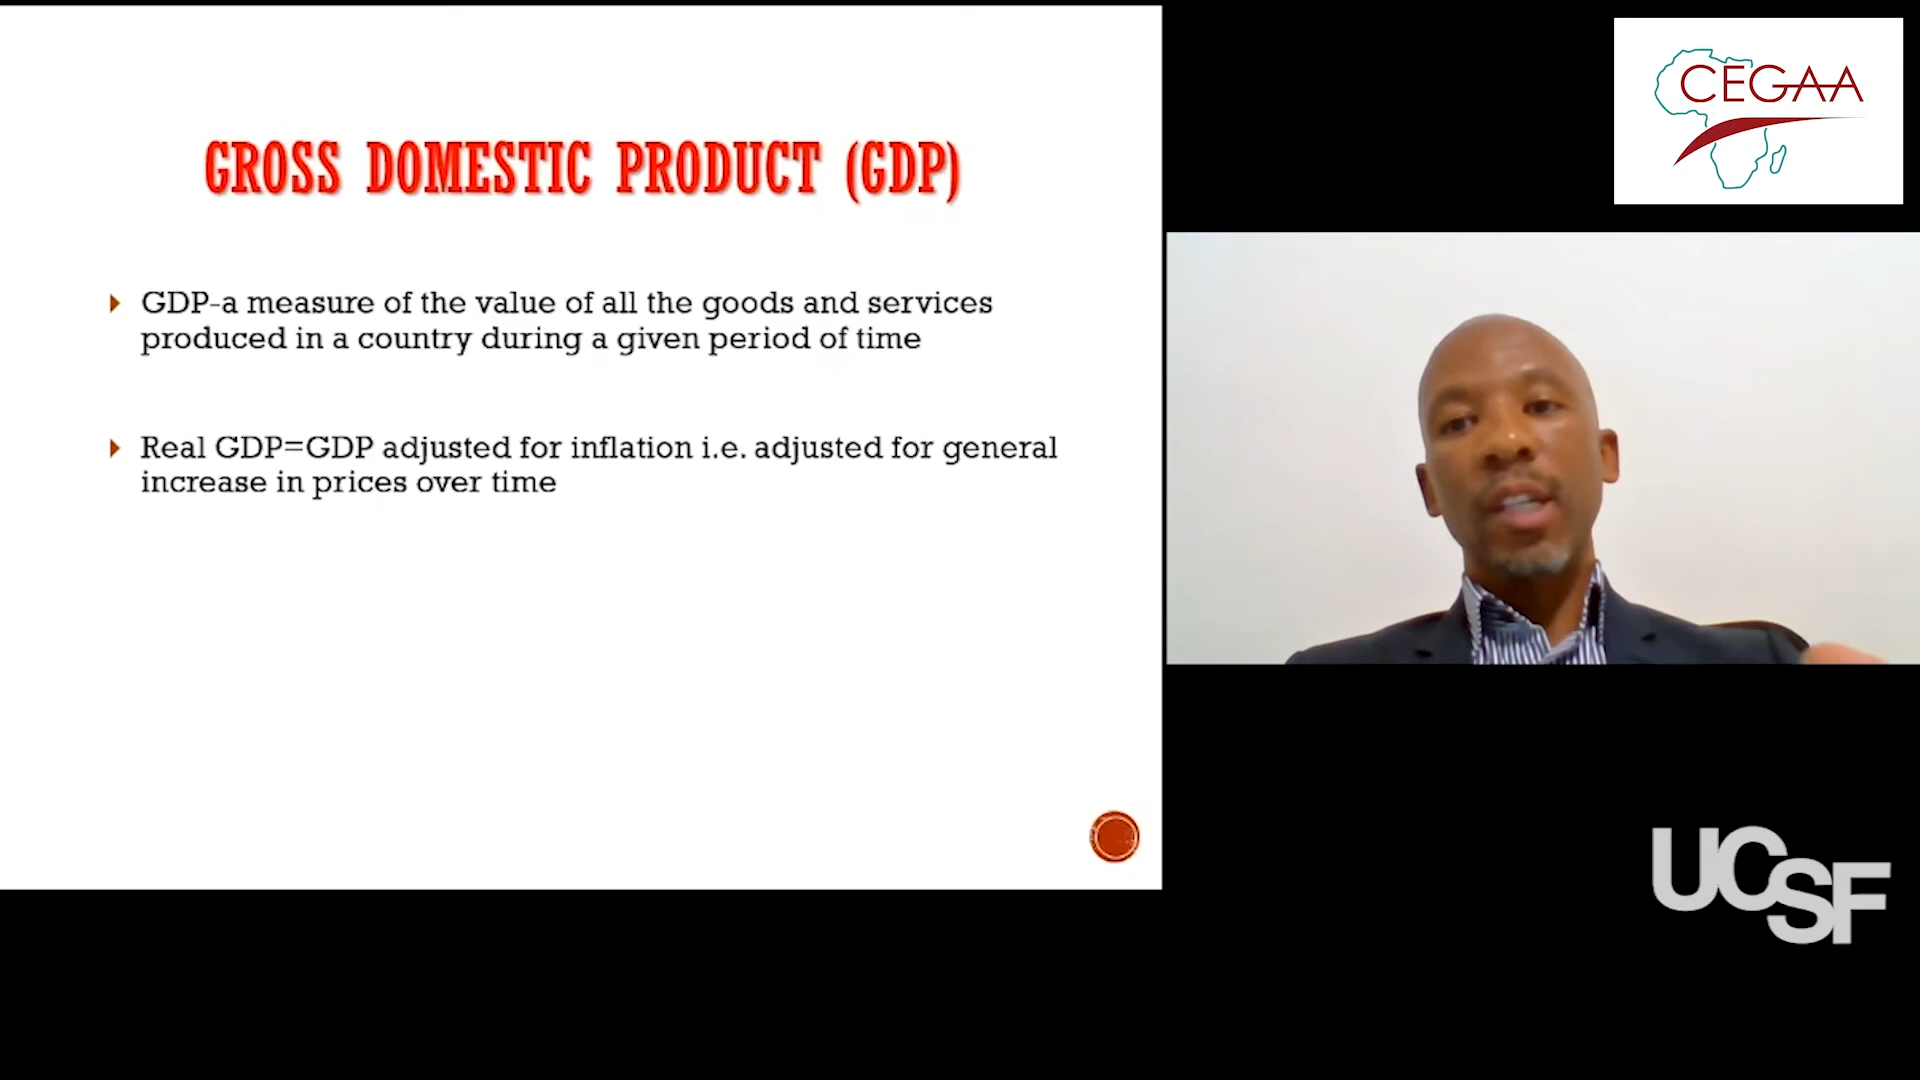 GROSS DOMESTIC PRODUCT (GDP)
GDP-a measure of the value of all the goods and services
produced in a country during a given period of time
Real GDP=GDP adjusted for inflation i.e. adjusted for general
increase in prices over time
CEGAA
UCSF